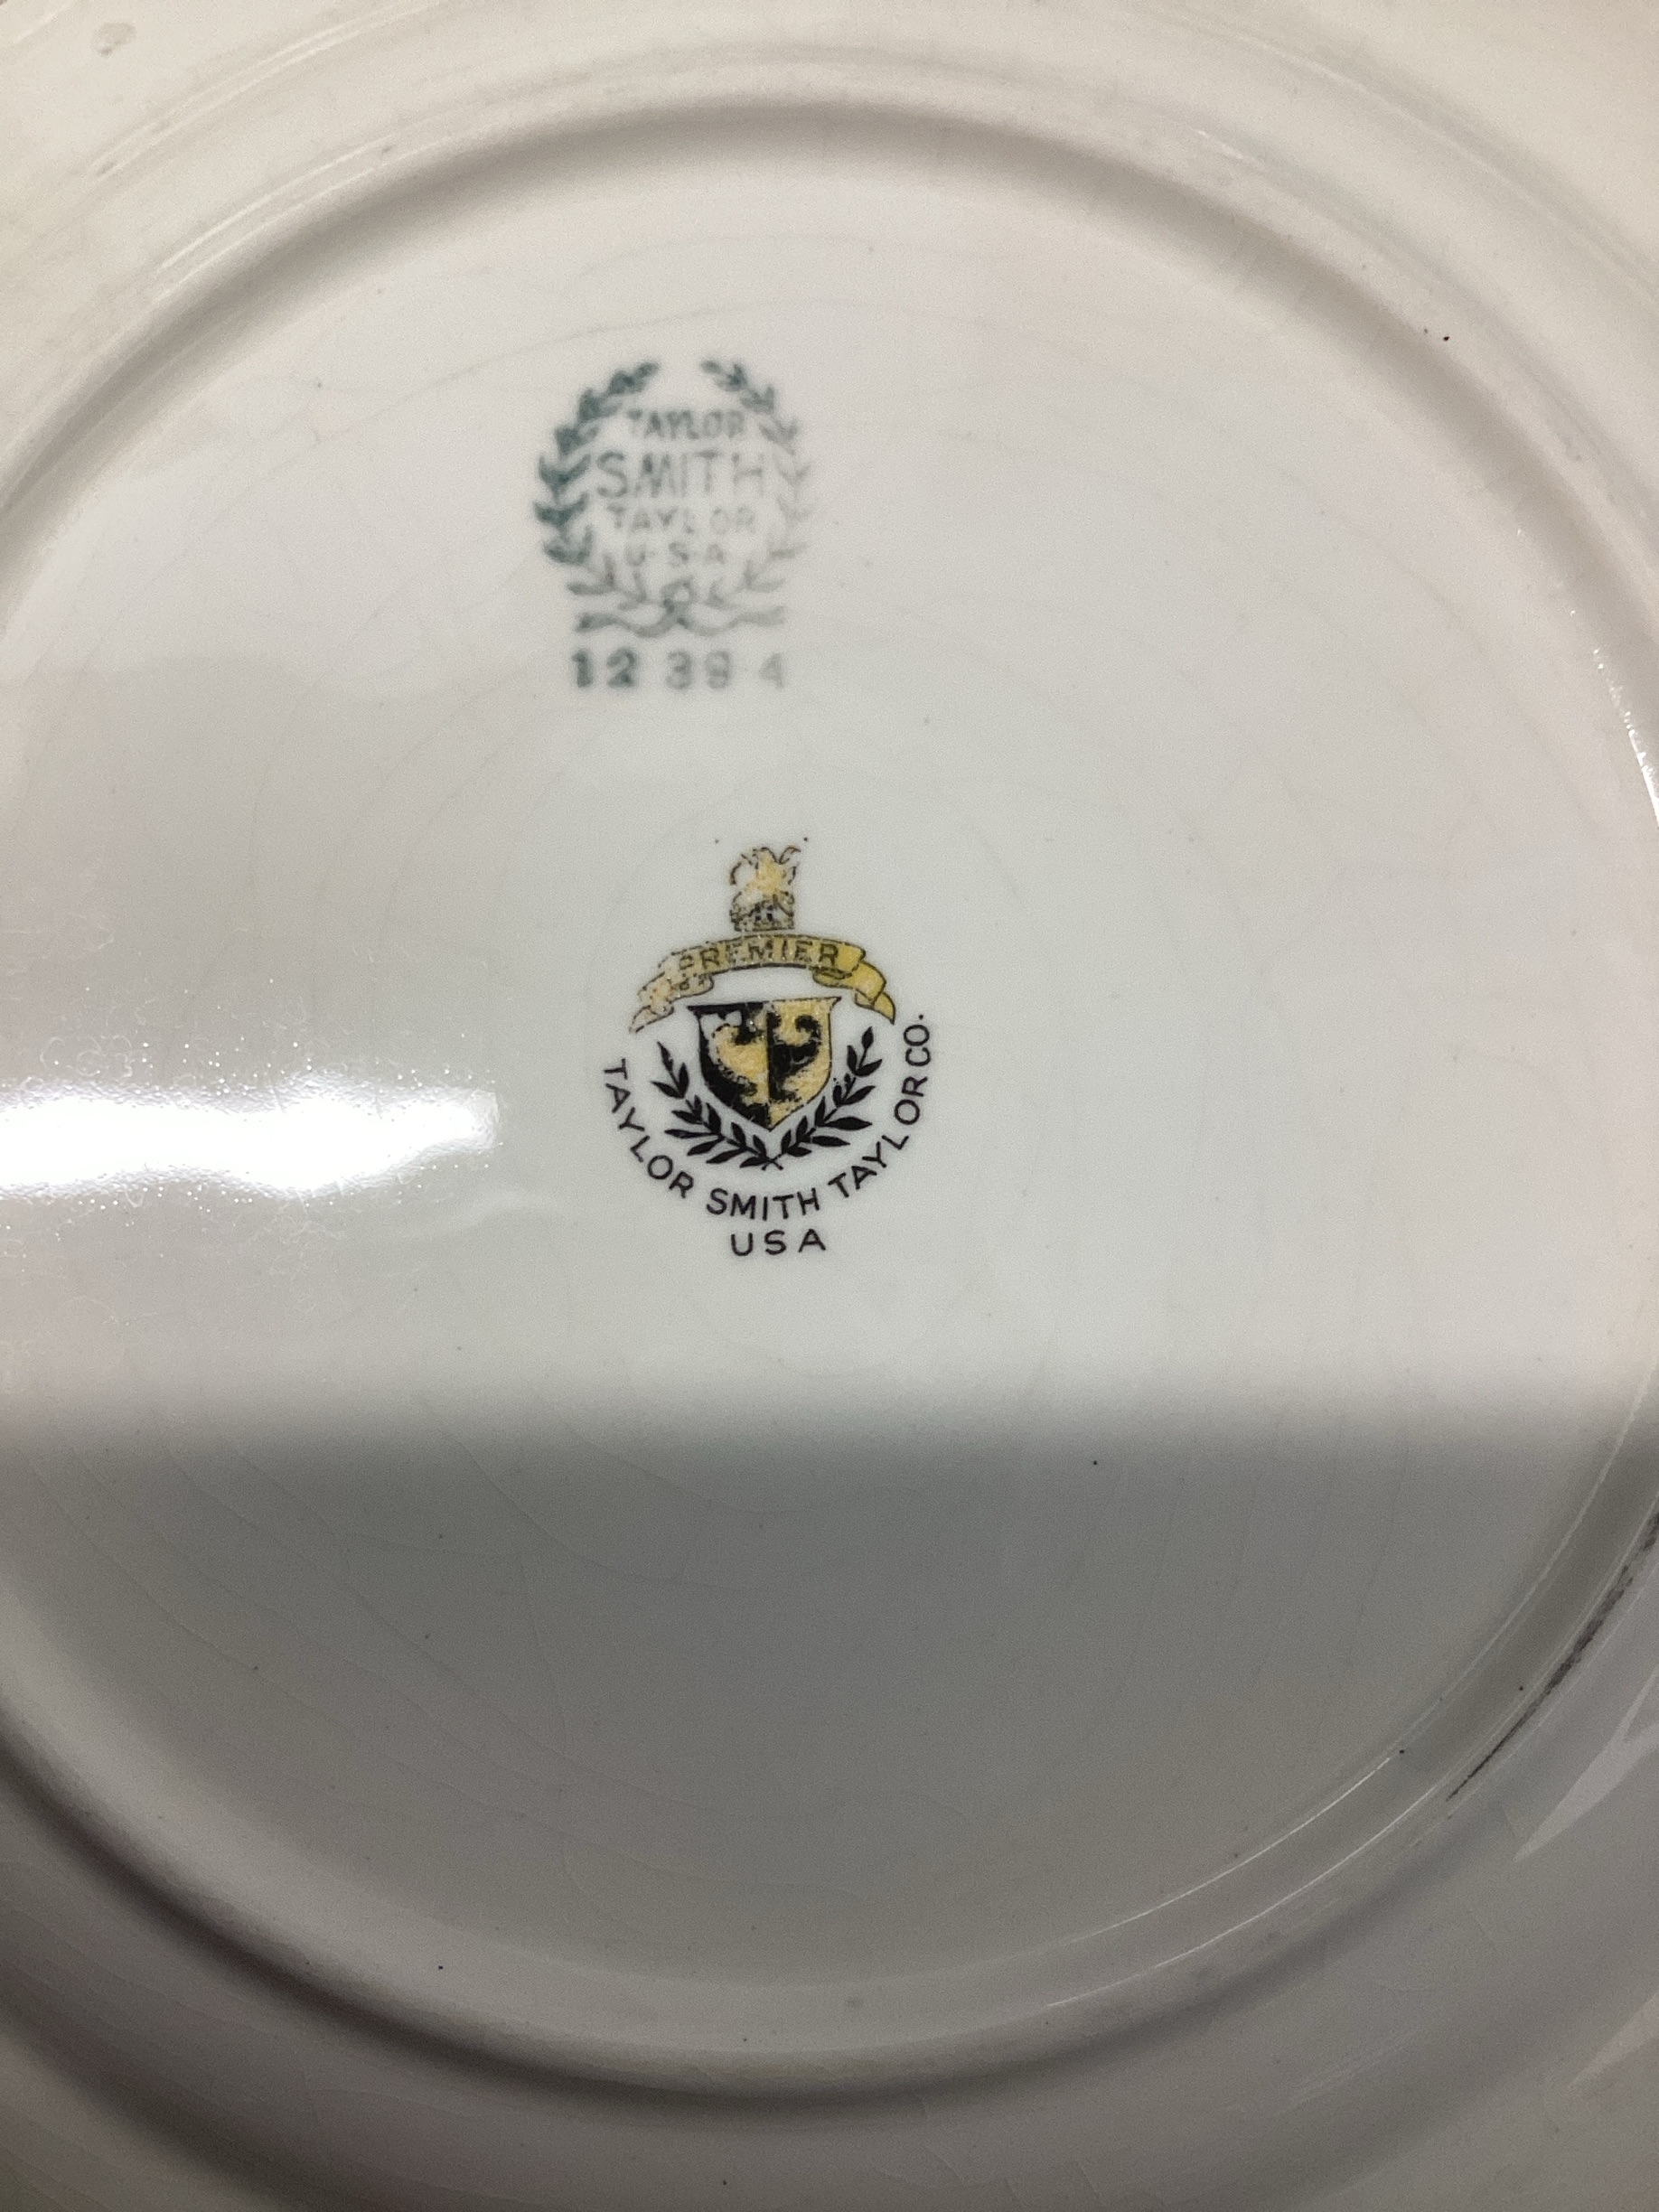 TAYLOR
SMITH
TAYLOR
U·S·A
12 39 4
PREMIER
TAYLOR SMITH TAYLOR CO.
USA